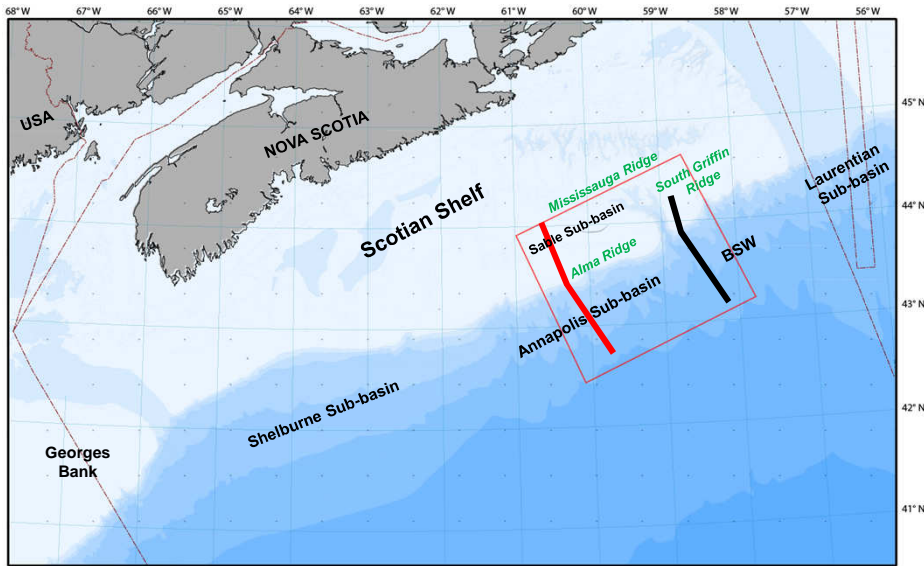 68°W
67°W
66°W
65°W
64°W
63°W
62°W
61°W
60°W
59°W
58°W
57°W
56°W
USA
NOVA SCOTIA
45° N
Mississauga Ridge
South Griffin
Ridge
Laurentian
Sub-basin
Scotian Shelf
Sable Sub-basin
44° N
Alma Ridge
BSW
43° N
Annapolis Sub-basin
Shelburne Sub-basin
42° N
Georges
Bank
41° N